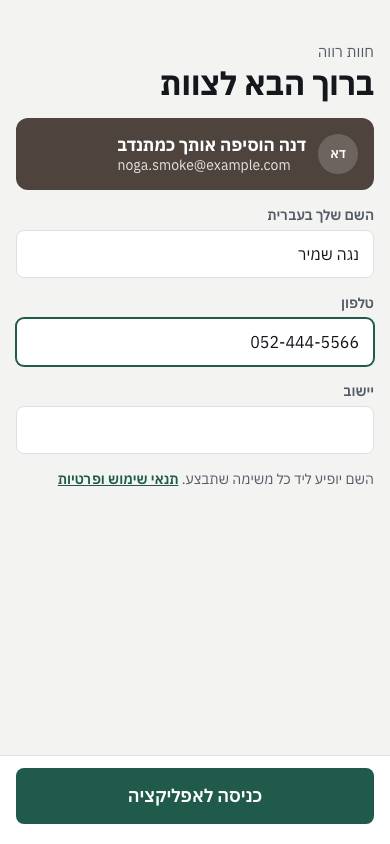 חוות רווה
ברוך הבא לצוות
דא
דנה הוסיפה אותך כמתנדב
noga.smoke@example.com
השם שלך בעברית
נגה שמיר
טלפון
052-444-5566
יישוב
השם יופיע ליד כל משימה שתבצע. תנאי שימוש ופרטיות
כניסה לאפליקציה